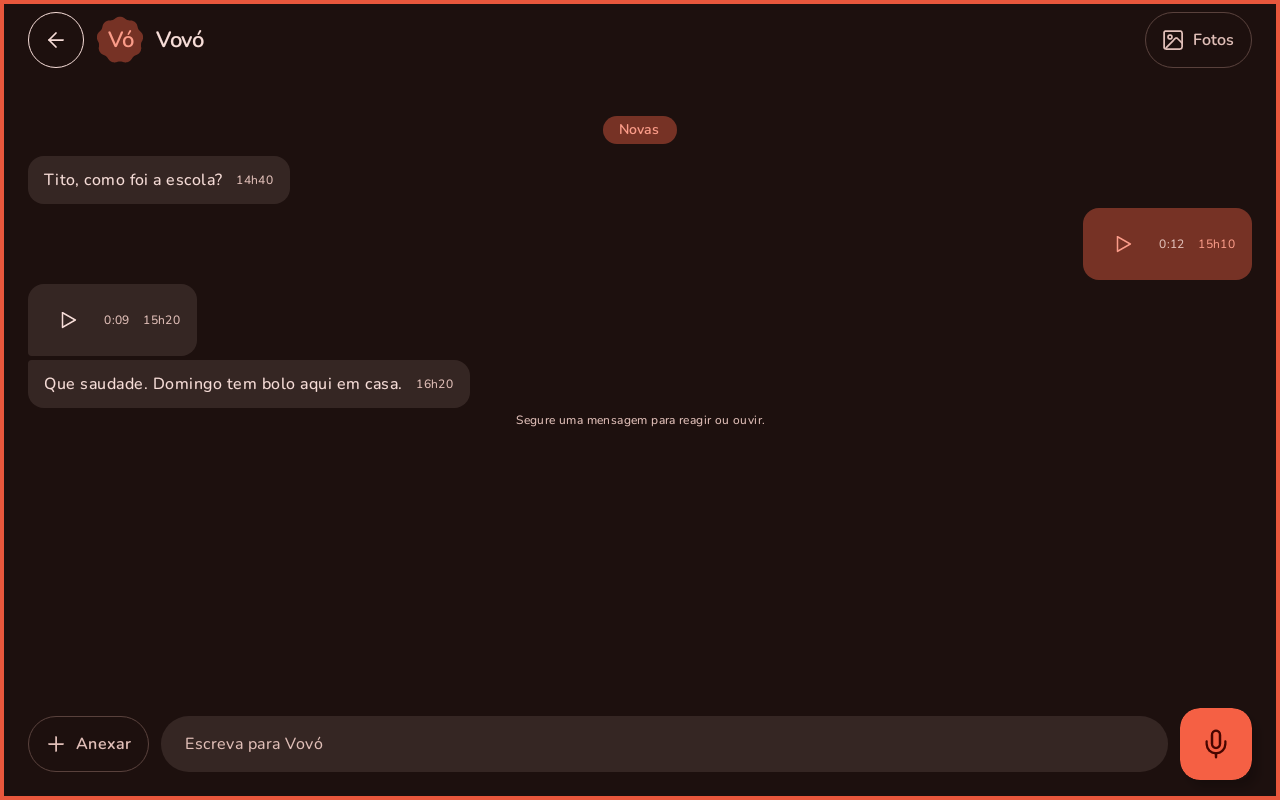 Vó Vovó Fotos
Novas
Tito, como foi a escola? 14h40
0:12 15h10
0:09 15h20
Que saudade. Domingo tem bolo aqui em casa. 16h20
Segure uma mensagem para reagir ou ouvir.
Anexar Escreva para Vovó